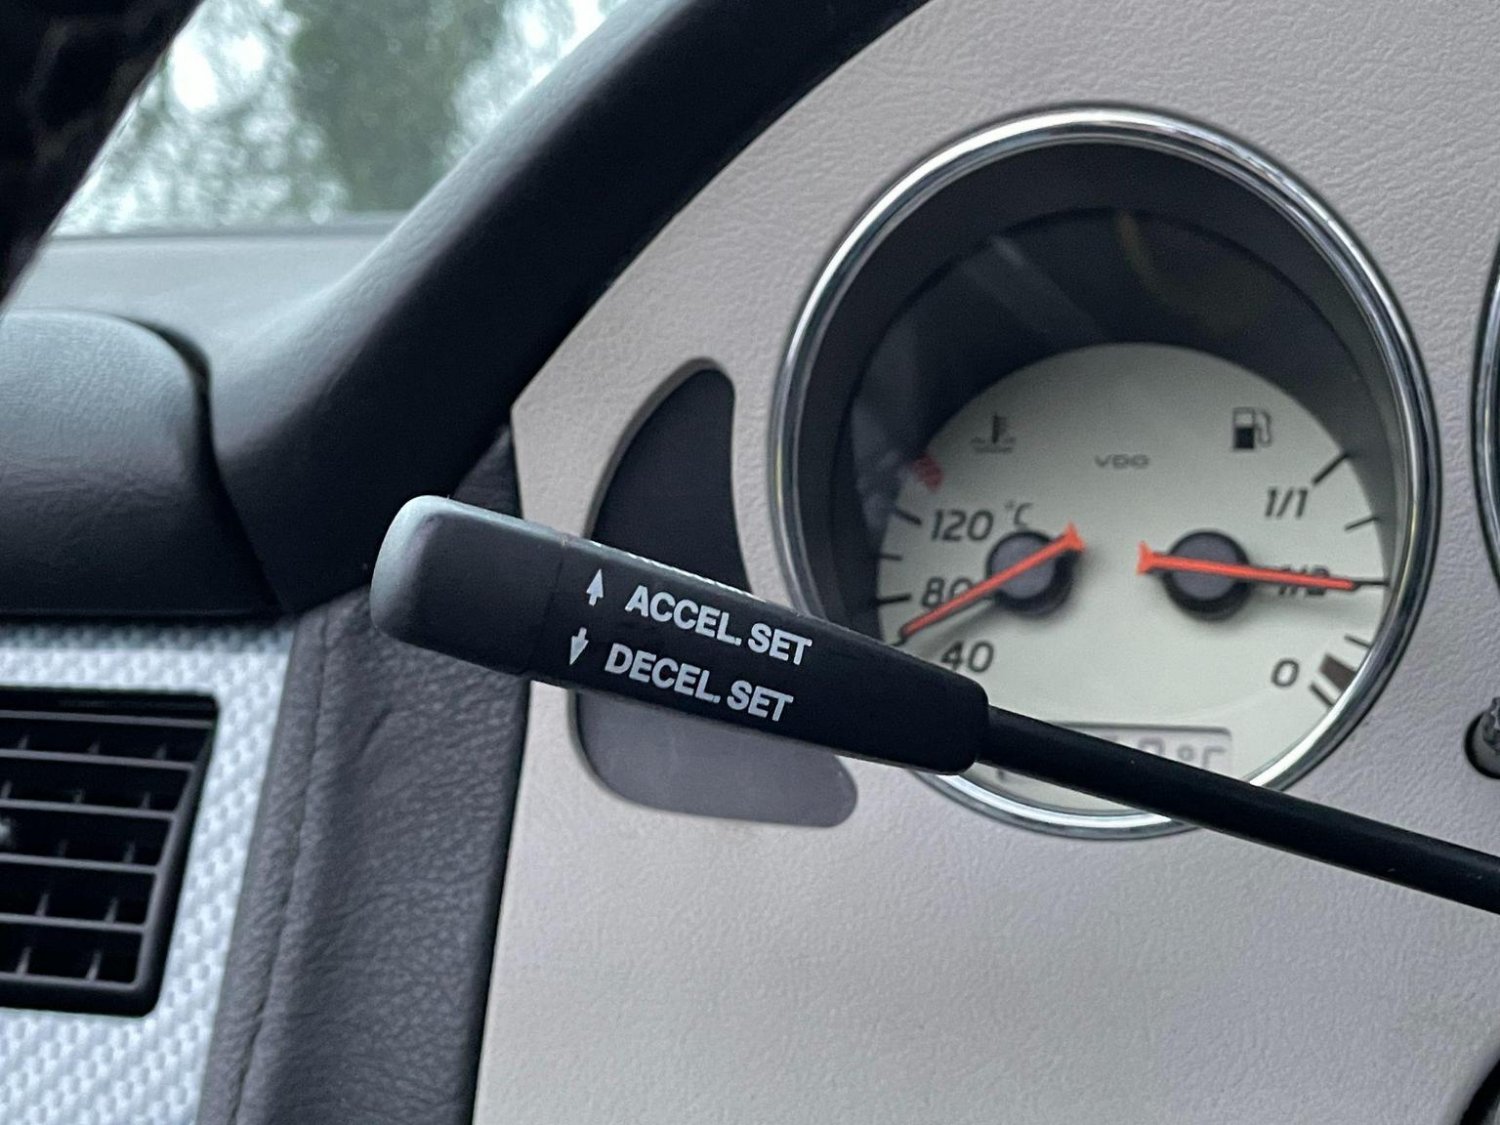 ACCEL. SET
DECEL. SET
VDO
1/1
120 °C
80
1/2
40
0